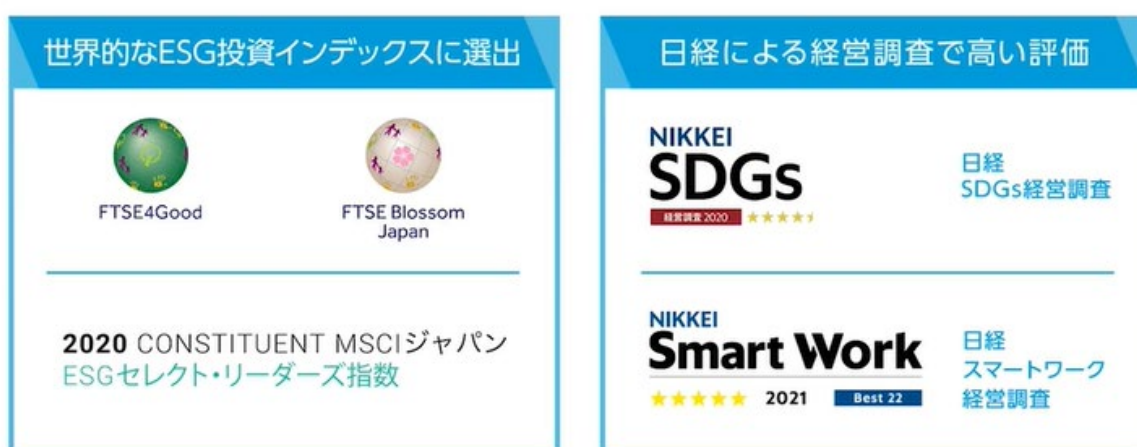 世界的なESG投資インデックスに選出
FTSE4Good
FTSE Blossom
Japan
2020 CONSTITUENT MSCIジャパン
ESGセレクト・リーダーズ指数
日経による経営調査で高い評価
NIKKEI
SDGs
経営調査 2020
日経
SDGs経営調査
NIKKEI
Smart Work
2021 Best 22
日経
スマートワーク
経営調査